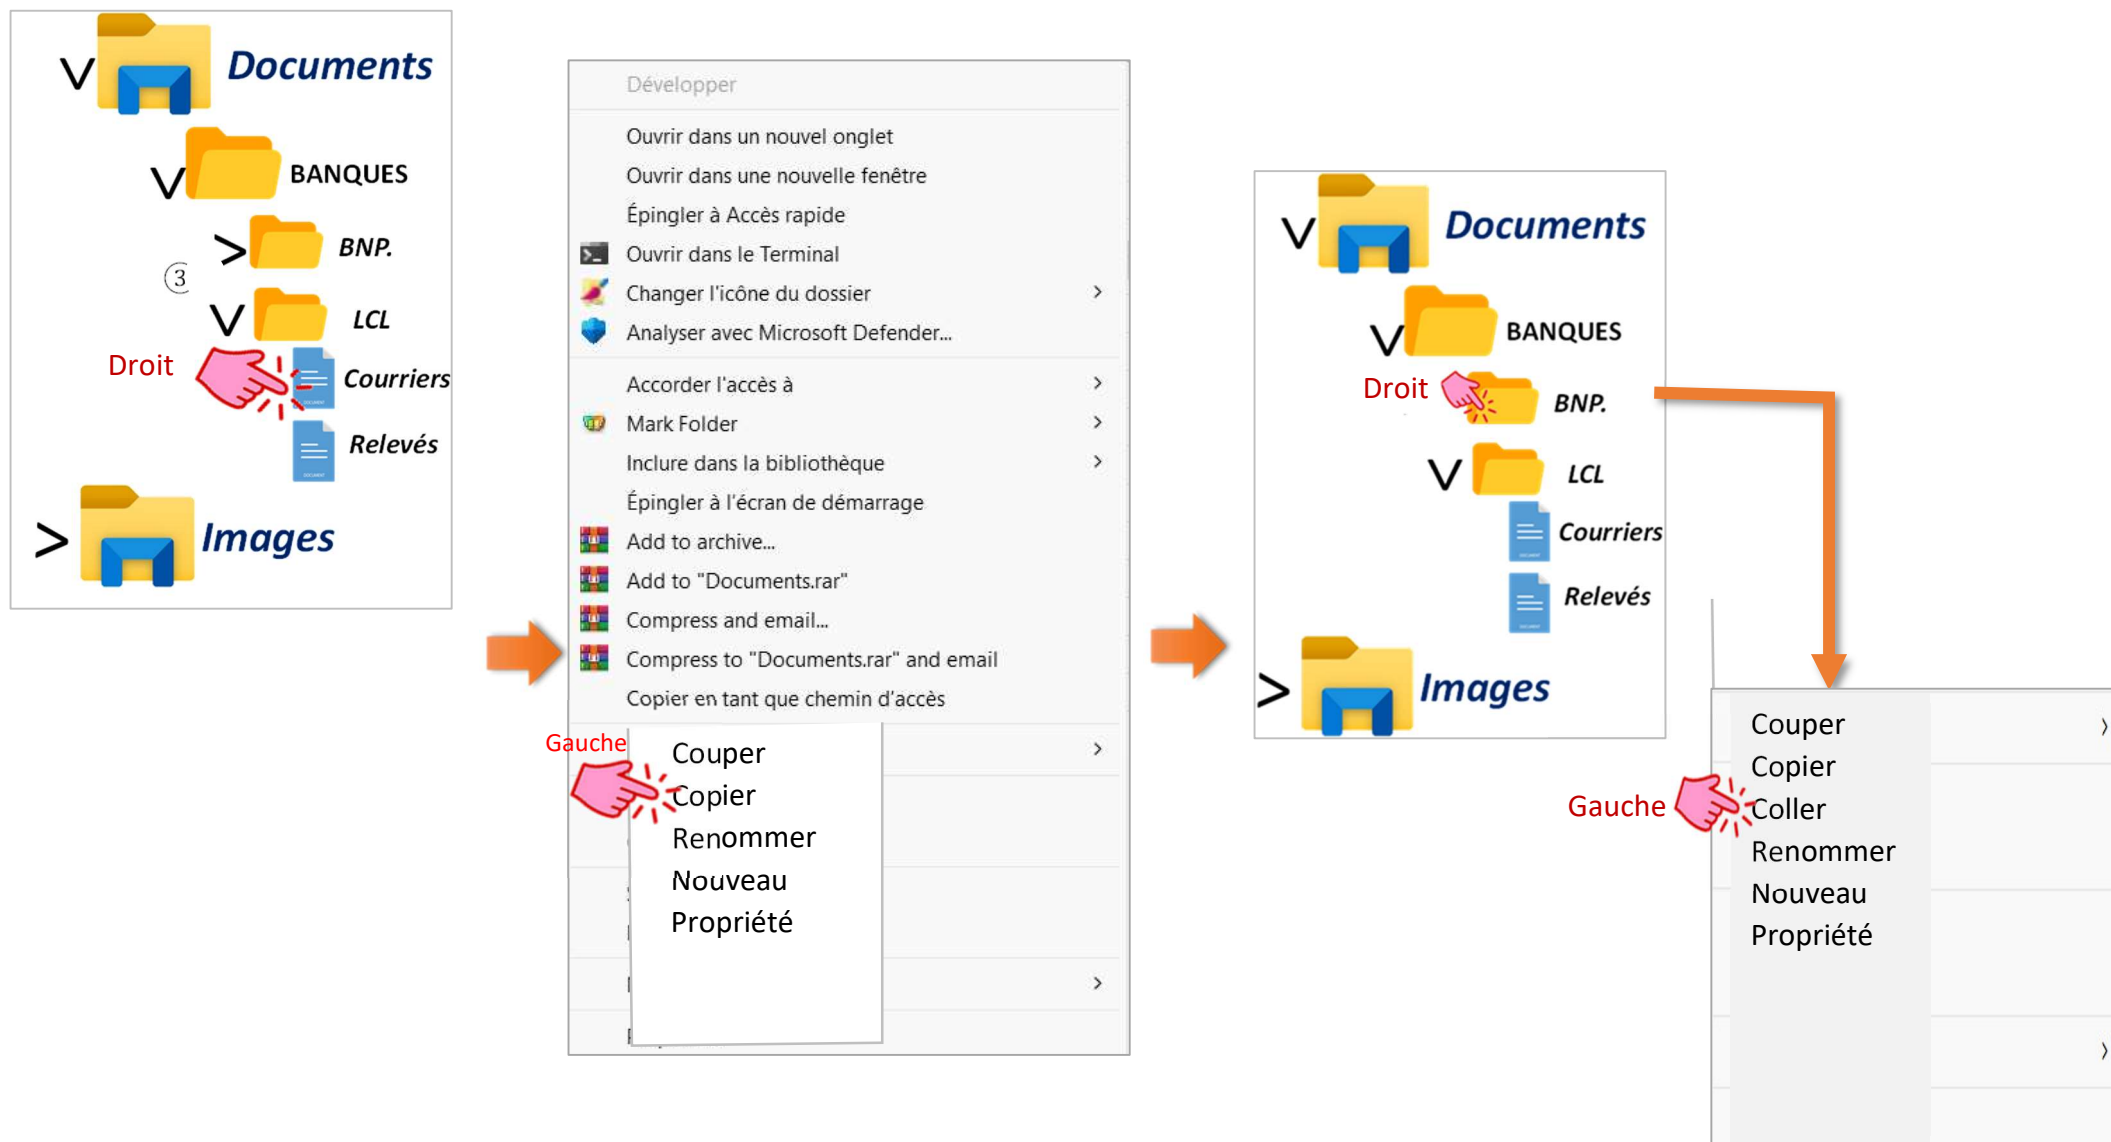 Documents
BANQUES
BNP.
③
LCL
Droit
Courriers
Relevés
Images
Développer
Ouvrir dans un nouvel onglet
Ouvrir dans une nouvelle fenêtre
Épingler à Accès rapide
Ouvrir dans le Terminal
Changer l'icône du dossier
Analyser avec Microsoft Defender...
Accorder l'accès à
Mark Folder
Inclure dans la bibliothèque
Épingler à l'écran de démarrage
Add to archive...
Add to "Documents.rar"
Compress and email...
Compress to "Documents.rar" and email
Copier en tant que chemin d'accès
Gauche
Couper
Copier
Renommer
Nouveau
Propriété
Documents
BANQUES
Droit
BNP.
LCL
Courriers
Relevés
Images
Couper
Copier
Gauche
Coller
Renommer
Nouveau
Propriété